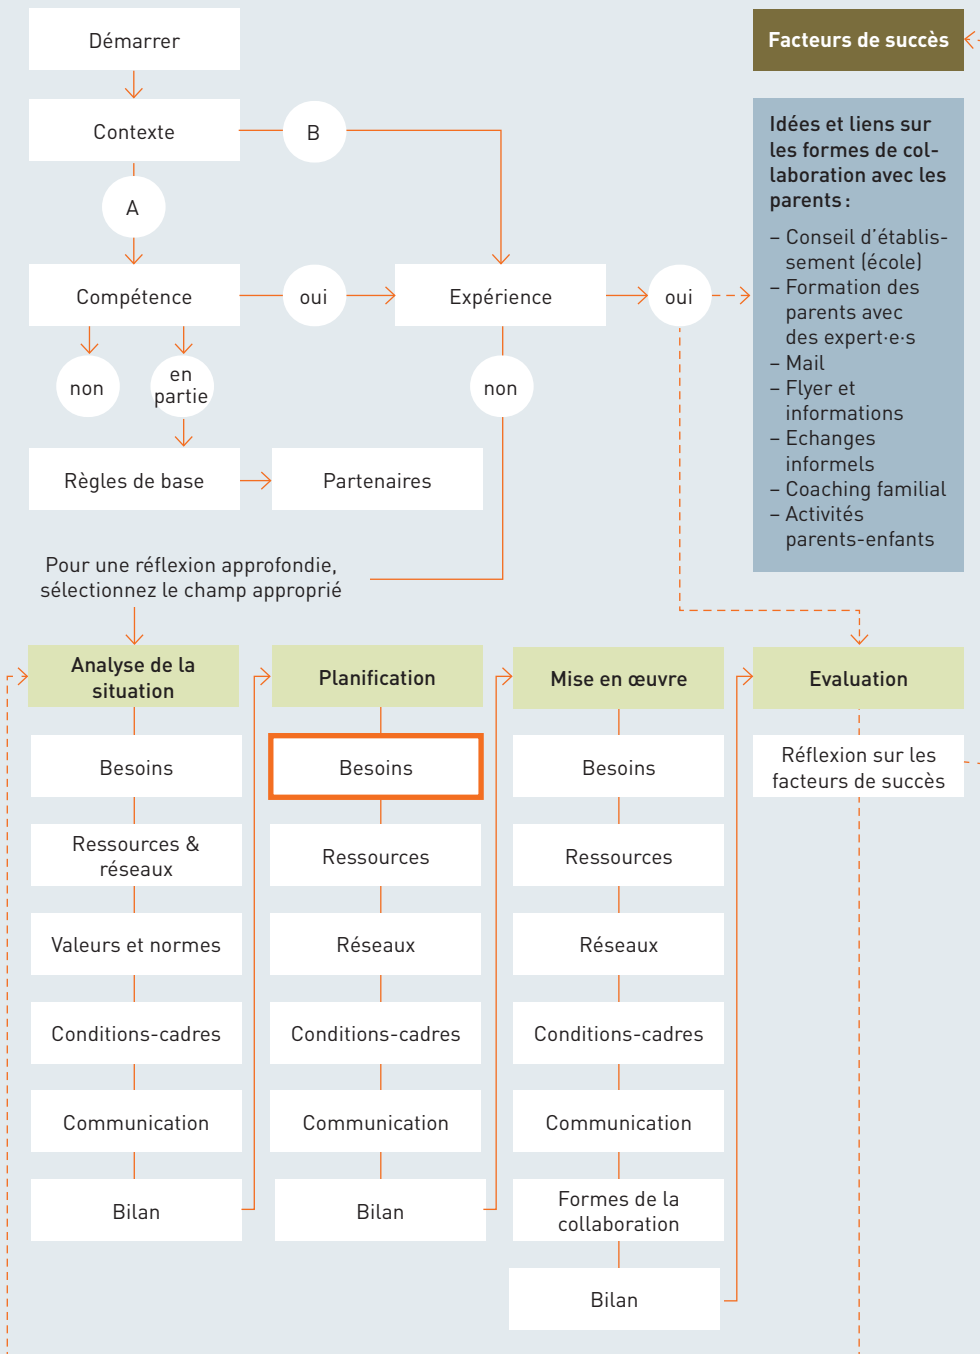 Démarrer
Facteurs de succès
Contexte
B
A
Idées et liens sur
les formes de col-
laboration avec les
parents :
– Conseil d'établis-
sement (école)
– Formation des
parents avec
des expert·e·s
– Mail
– Flyer et
informations
– Echanges
informels
– Coaching familial
– Activités
parents-enfants
Compétence
oui
Expérience
oui
non
en
partie
non
Règles de base
Partenaires
Pour une réflexion approfondie,
sélectionnez le champ approprié
Analyse de la
situation
Besoins
Ressources &
réseaux
Valeurs et normes
Conditions-cadres
Communication
Bilan
Planification
Besoins
Ressources
Réseaux
Conditions-cadres
Communication
Bilan
Mise en œuvre
Besoins
Ressources
Réseaux
Conditions-cadres
Communication
Formes de la
collaboration
Bilan
Evaluation
Réflexion sur les
facteurs de succès